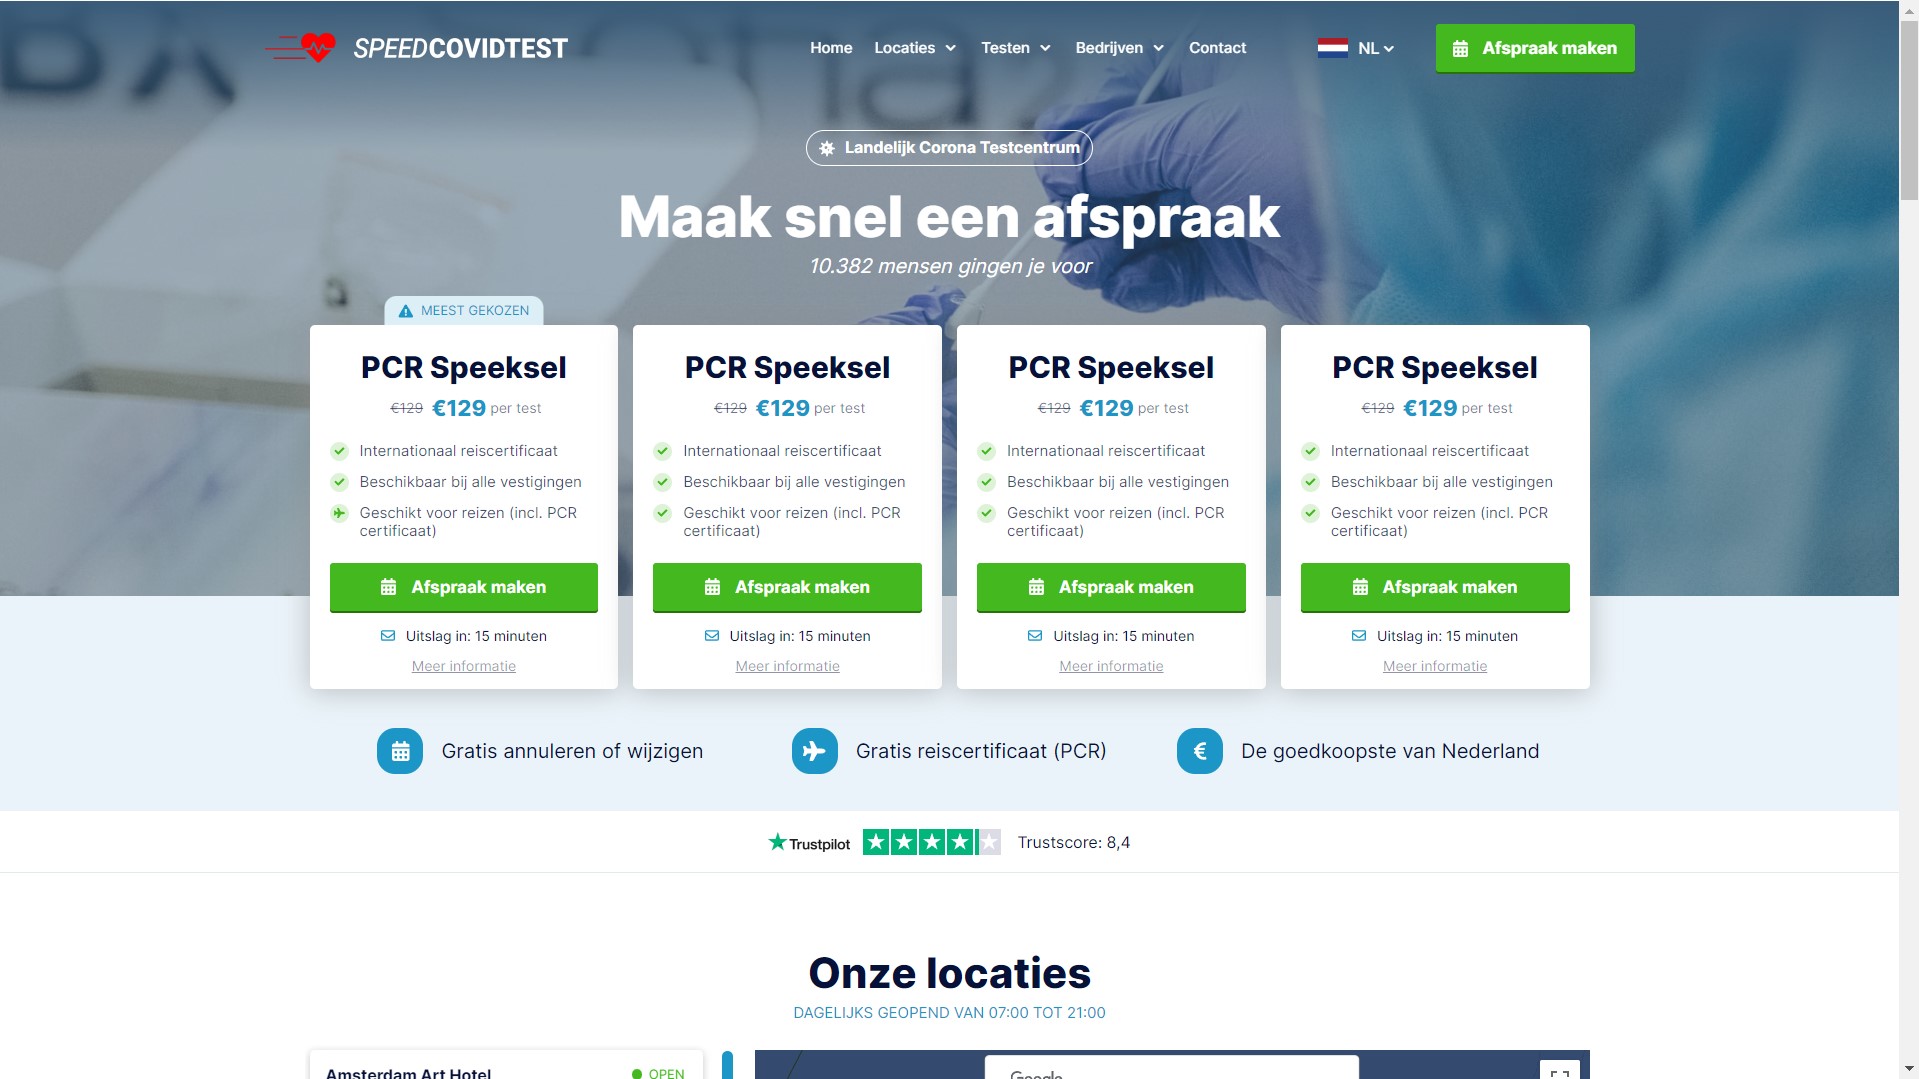 SPEEDCOVIDTEST
Home Locaties Testen Bedrijven Contact NL Afspraak maken
Landelijk Corona Testcentrum
Maak snel een afspraak
10.382 mensen gingen je voor
MEEST GEKOZEN
PCR Speeksel
€129 €129 per test
Internationaal reiscertificaat
Beschikbaar bij alle vestigingen
Geschikt voor reizen (incl. PCR
certificaat)
Afspraak maken
Uitslag in: 15 minuten
Meer informatie
PCR Speeksel
€129 €129 per test
Internationaal reiscertificaat
Beschikbaar bij alle vestigingen
Geschikt voor reizen (incl. PCR
certificaat)
Afspraak maken
Uitslag in: 15 minuten
Meer informatie
PCR Speeksel
€129 €129 per test
Internationaal reiscertificaat
Beschikbaar bij alle vestigingen
Geschikt voor reizen (incl. PCR
certificaat)
Afspraak maken
Uitslag in: 15 minuten
Meer informatie
PCR Speeksel
€129 €129 per test
Internationaal reiscertificaat
Beschikbaar bij alle vestigingen
Geschikt voor reizen (incl. PCR
certificaat)
Afspraak maken
Uitslag in: 15 minuten
Meer informatie
Gratis annuleren of wijzigen
Gratis reiscertificaat (PCR)
De goedkoopste van Nederland
Trustpilot Trustscore: 8,4
Onze locaties
DAGELIJKS GEOPEND VAN 07:00 TOT 21:00
Amsterdam Art Hotel OPEN
Google